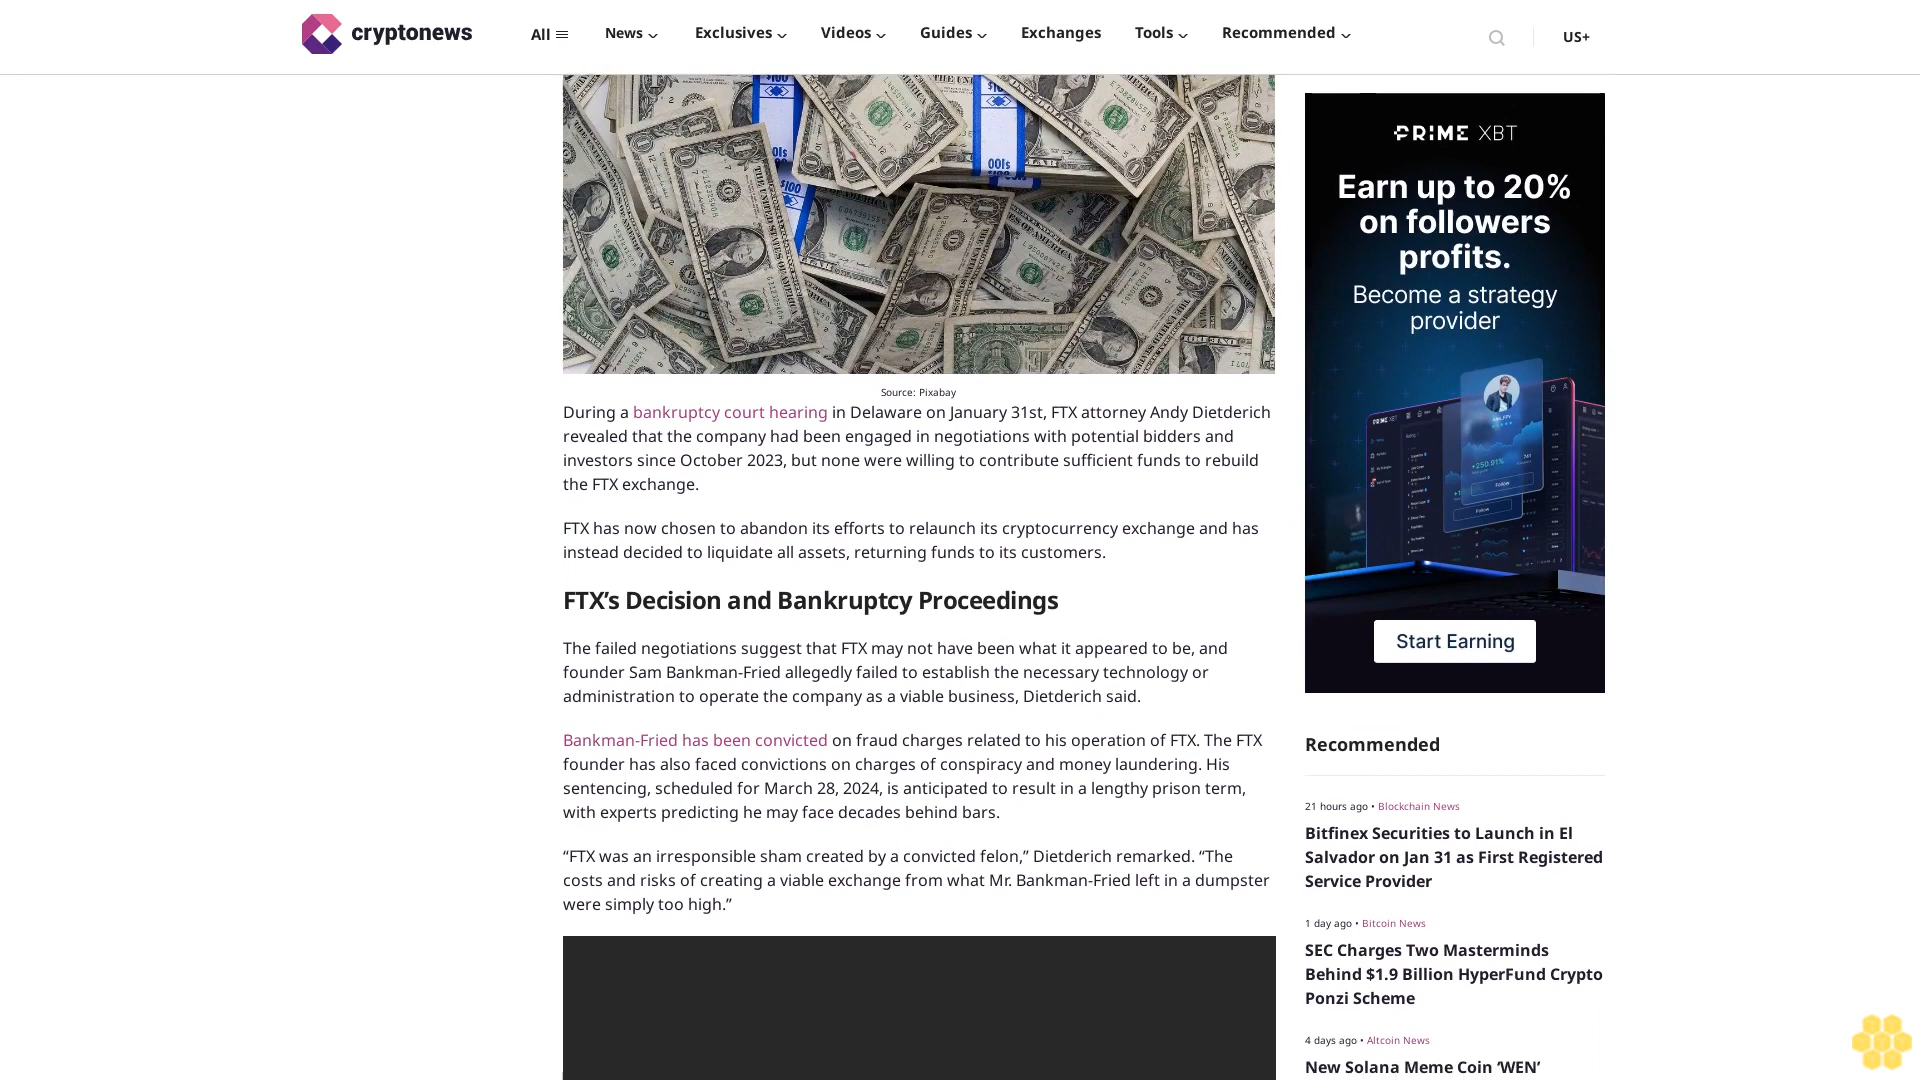 cryptonews
All
News
Exclusives
Videos
Guides
Exchanges
Tools
Recommended
US+
Source: Pixabay
During a bankruptcy court hearing in Delaware on January 31st, FTX attorney Andy Dietderich
revealed that the company had been engaged in negotiations with potential bidders and
investors since October 2023, but none were willing to contribute sufficient funds to rebuild
the FTX exchange.
FTX has now chosen to abandon its efforts to relaunch its cryptocurrency exchange and has
instead decided to liquidate all assets, returning funds to its customers.
FTX’s Decision and Bankruptcy Proceedings
The failed negotiations suggest that FTX may not have been what it appeared to be, and
founder Sam Bankman-Fried allegedly failed to establish the necessary technology or
administration to operate the company as a viable business, Dietderich said.
Bankman-Fried has been convicted on fraud charges related to his operation of FTX. The FTX
founder has also faced convictions on charges of conspiracy and money laundering. His
sentencing, scheduled for March 28, 2024, is anticipated to result in a lengthy prison term,
with experts predicting he may face decades behind bars.
“FTX was an irresponsible sham created by a convicted felon,” Dietderich remarked. “The
costs and risks of creating a viable exchange from what Mr. Bankman-Fried left in a dumpster
were simply too high.”
PRIME XBT
Earn up to 20%
on followers
profits.
Become a strategy
provider
+250.91%
Follow
Follow
Start Earning
Recommended
21 hours ago • Blockchain News
Bitfinex Securities to Launch in El
Salvador on Jan 31 as First Registered
Service Provider
1 day ago • Bitcoin News
SEC Charges Two Masterminds
Behind $1.9 Billion HyperFund Crypto
Ponzi Scheme
4 days ago • Altcoin News
New Solana Meme Coin ‘WEN’